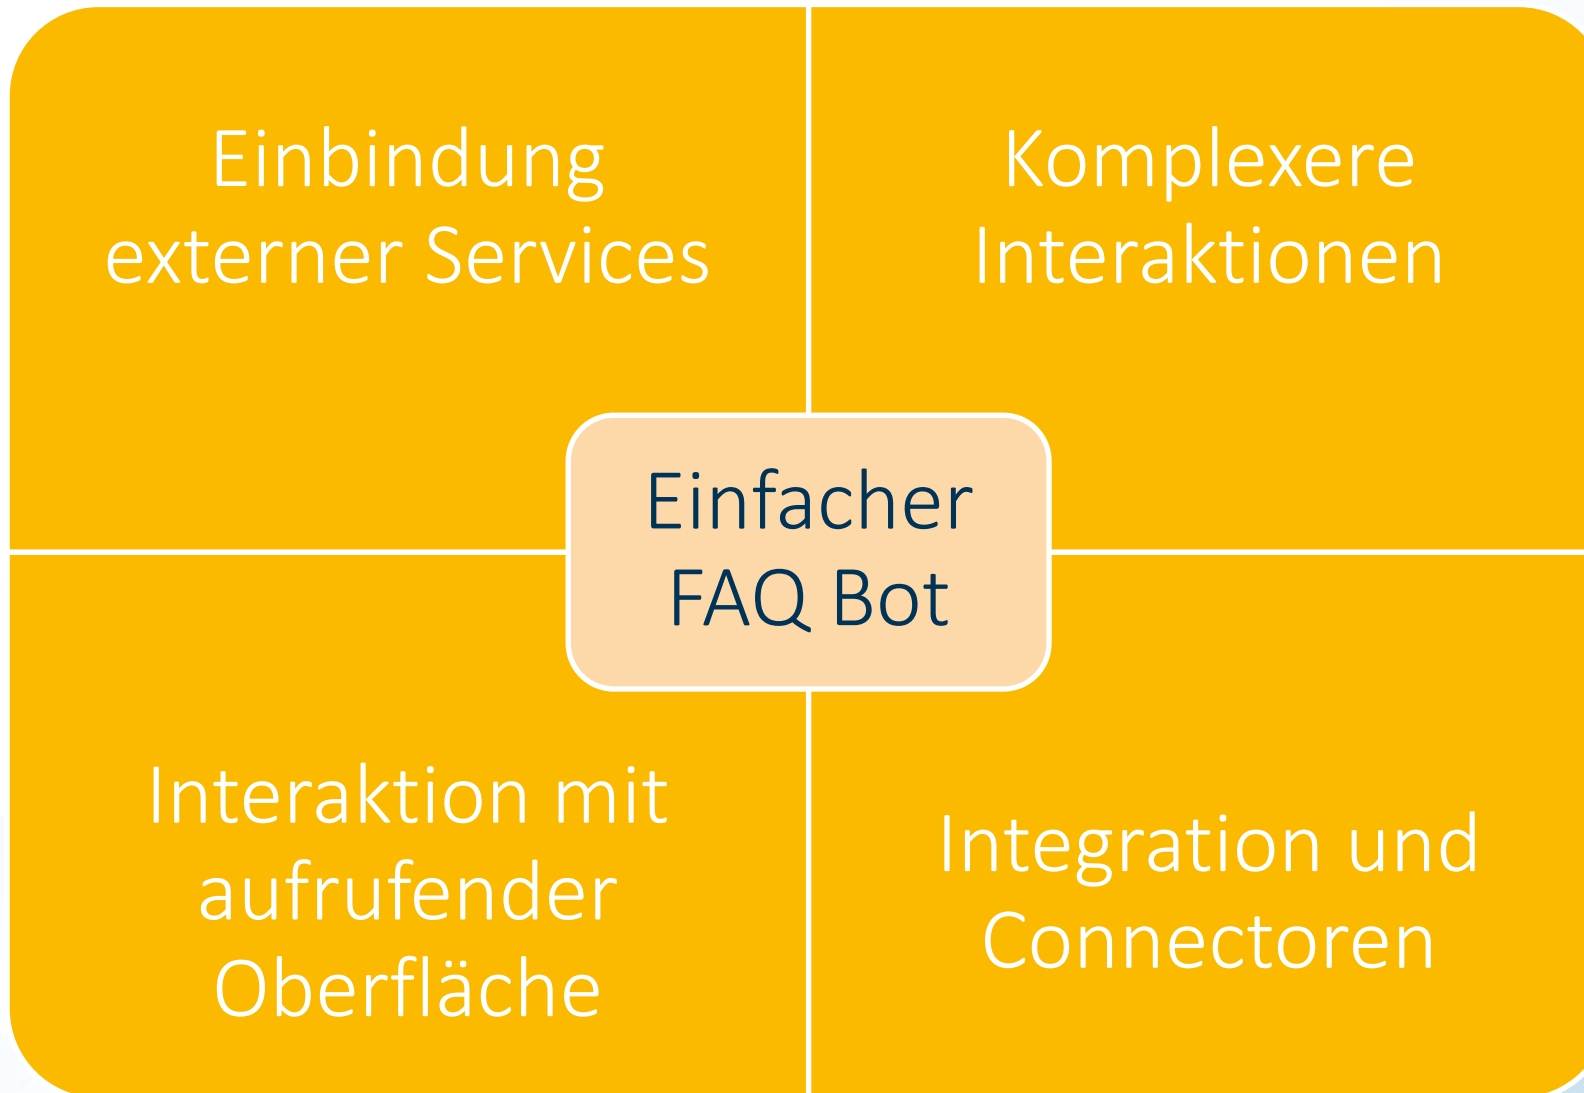 Einbindung
externer Services
Komplexere
Interaktionen
Einfacher
FAQ Bot
Interaktion mit
aufrufender
Oberfläche
Integration und
Connectoren